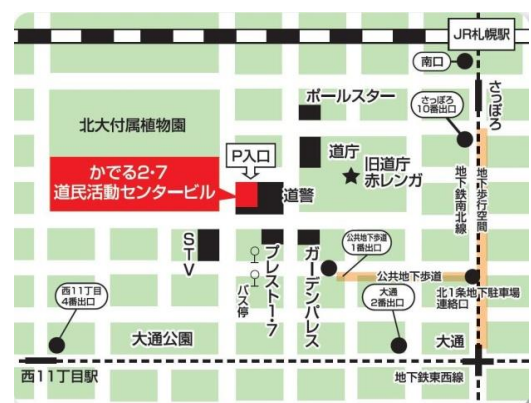 JR札幌駅
南口
さっぽろ
ポールスター
さっぽろ
10番出口
北大付属植物園
P入口
道庁
旧道庁
赤レンガ
かでる2・7
道民活動センタービル
道警
地下鉄南北線
地下歩行空間
STV
バス停
プレスト1・7
ガーデンパレス
公共地下歩道
1番出口
公共地下歩道
北1条地下駐車場
連絡口
西11丁目
4番出口
大通公園
大通
2番出口
大通
西11丁目駅
地下鉄東西線